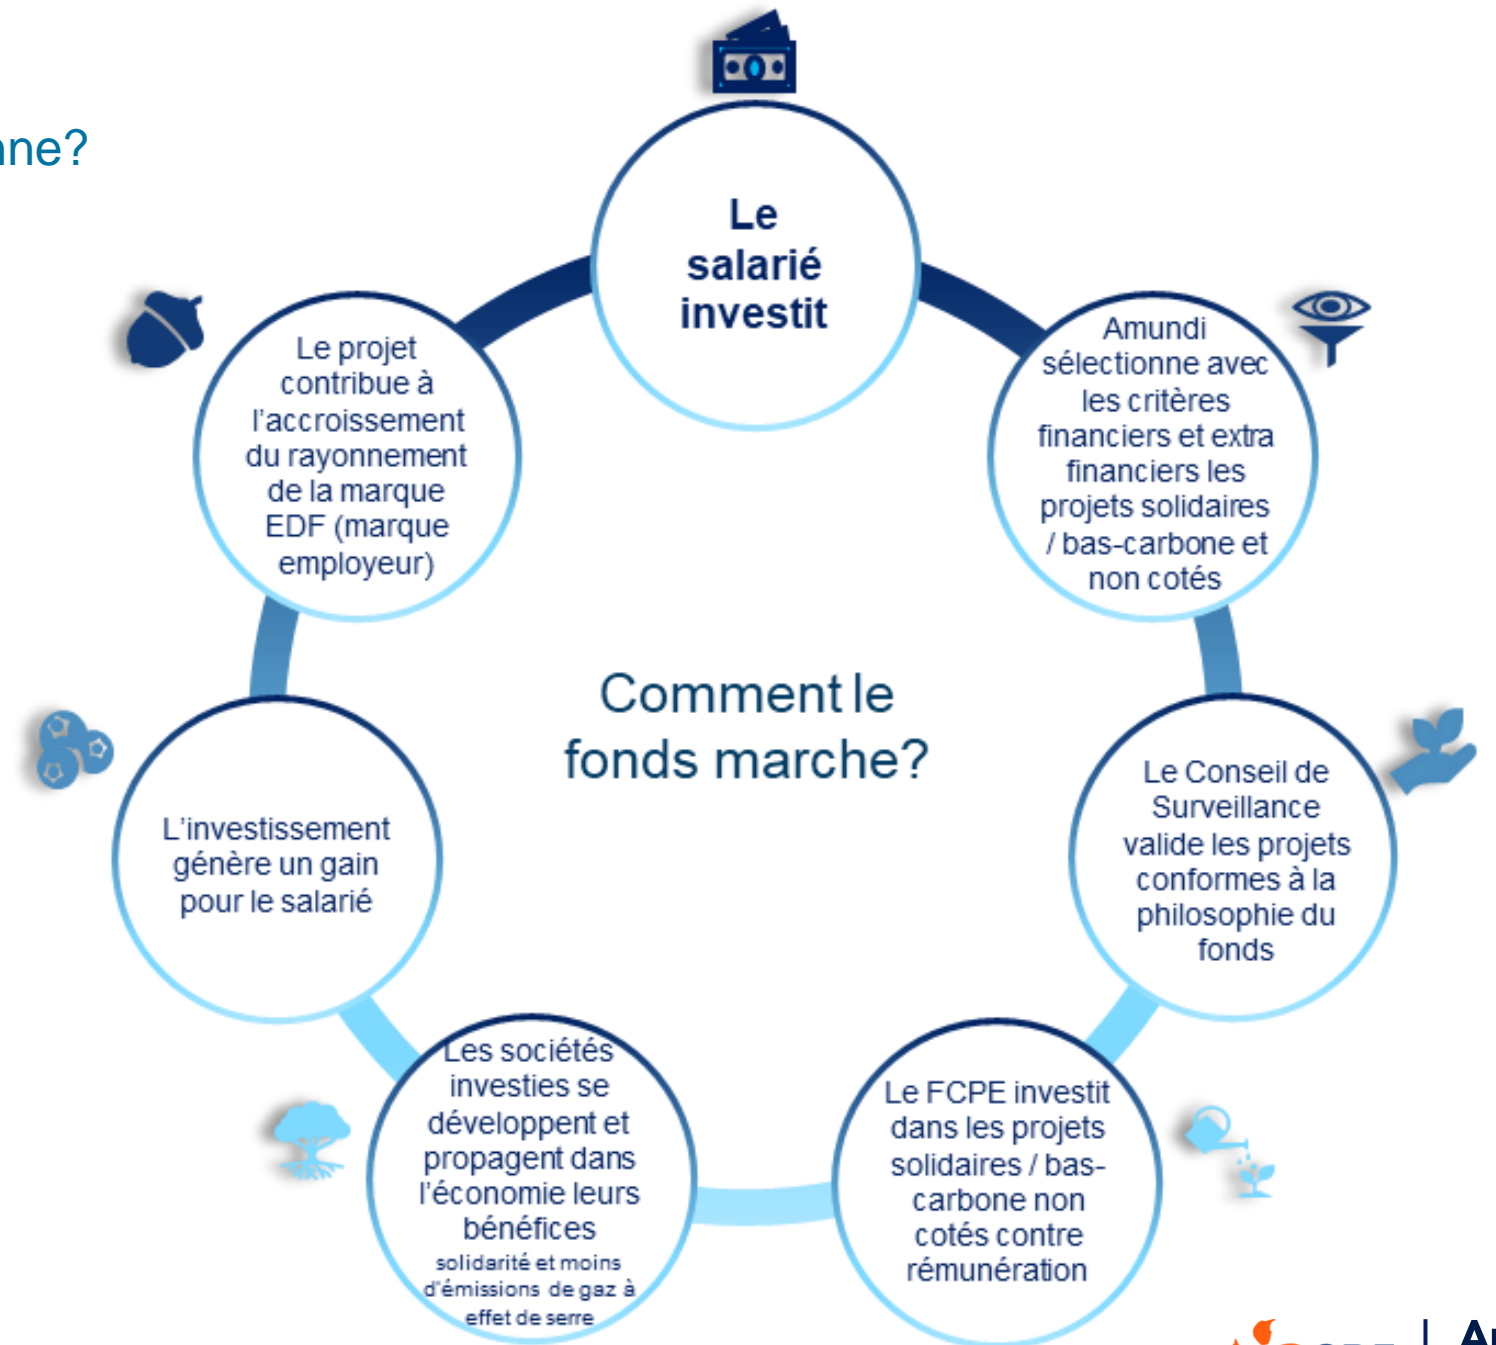 Le
salarié
investit
Amundi
sélectionne avec
les critères
financiers et extra
financiers les
projets solidaires
/ bas-carbone et
non cotés
Le Conseil de
Surveillance
valide les projets
conformes à la
philosophie du
fonds
Le FCPE investit
dans les projets
solidaires / bas-
carbone non
cotés contre
rémunération
Les sociétés
investies se
développent et
propagent dans
l'économie leurs
bénéfices
solidarité et moins
d'émissions de gaz à
effet de serre
L'investissement
génère un gain
pour le salarié
Le projet
contribue à
l'accroissement
du rayonnement
de la marque
EDF (marque
employeur)
Comment le
fonds marche?